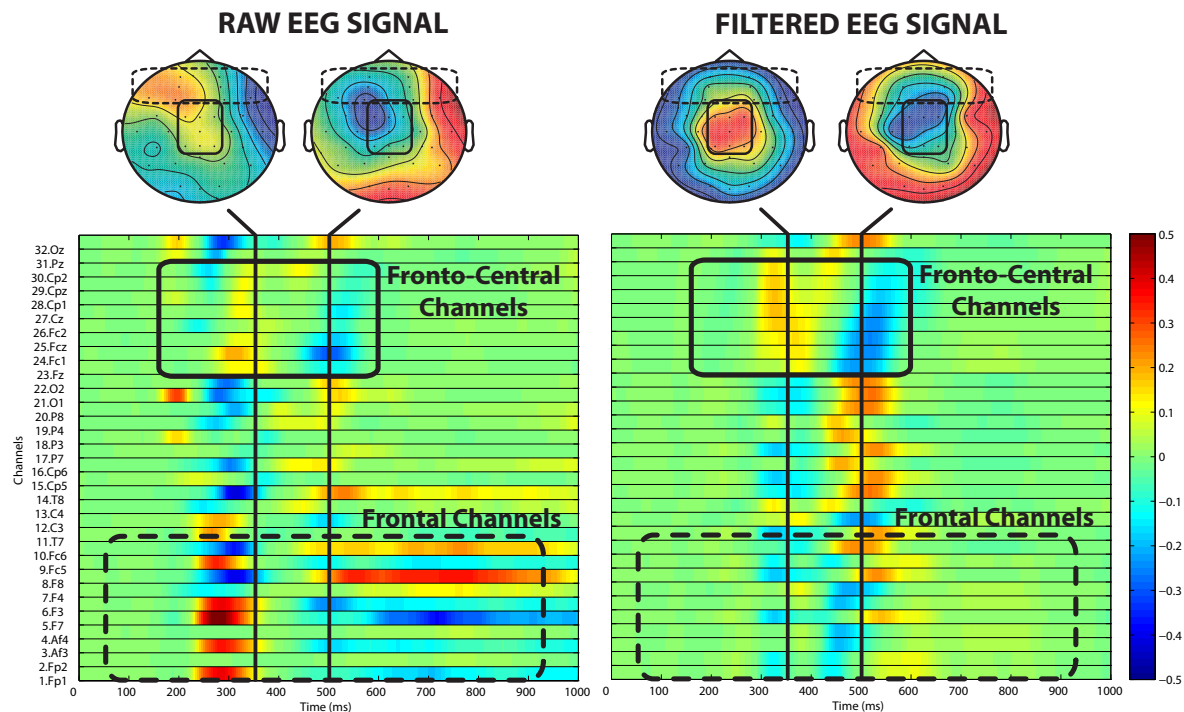 RAW EEG SIGNAL
FILTERED EEG SIGNAL
Channels
32.Oz
31.Pz
30.Cp2
29.Cpz
28.Cp1
27.Cz
26.Fc2
25.Fcz
24.Fc1
23.Fz
22.O2
21.O1
20.P8
19.P4
18.P3
17.P7
16.Cp6
15.Cp5
14.T8
13.C4
12.C3
11.T7
10.Fc6
9.Fc5
8.F8
7.F4
6.F3
5.F7
4.Af4
3.Af3
2.Fp2
1.Fp1
Fronto-Central
Channels
Frontal Channels
0 100 200 300 400 500 600 700 800 900 1000
Time (ms)
Fronto-Central
Channels
Frontal Channels
0 100 200 300 400 500 600 700 800 900 1000
Time (ms)
0.5
0.4
0.3
0.2
0.1
0
−0.1
−0.2
−0.3
−0.4
−0.5